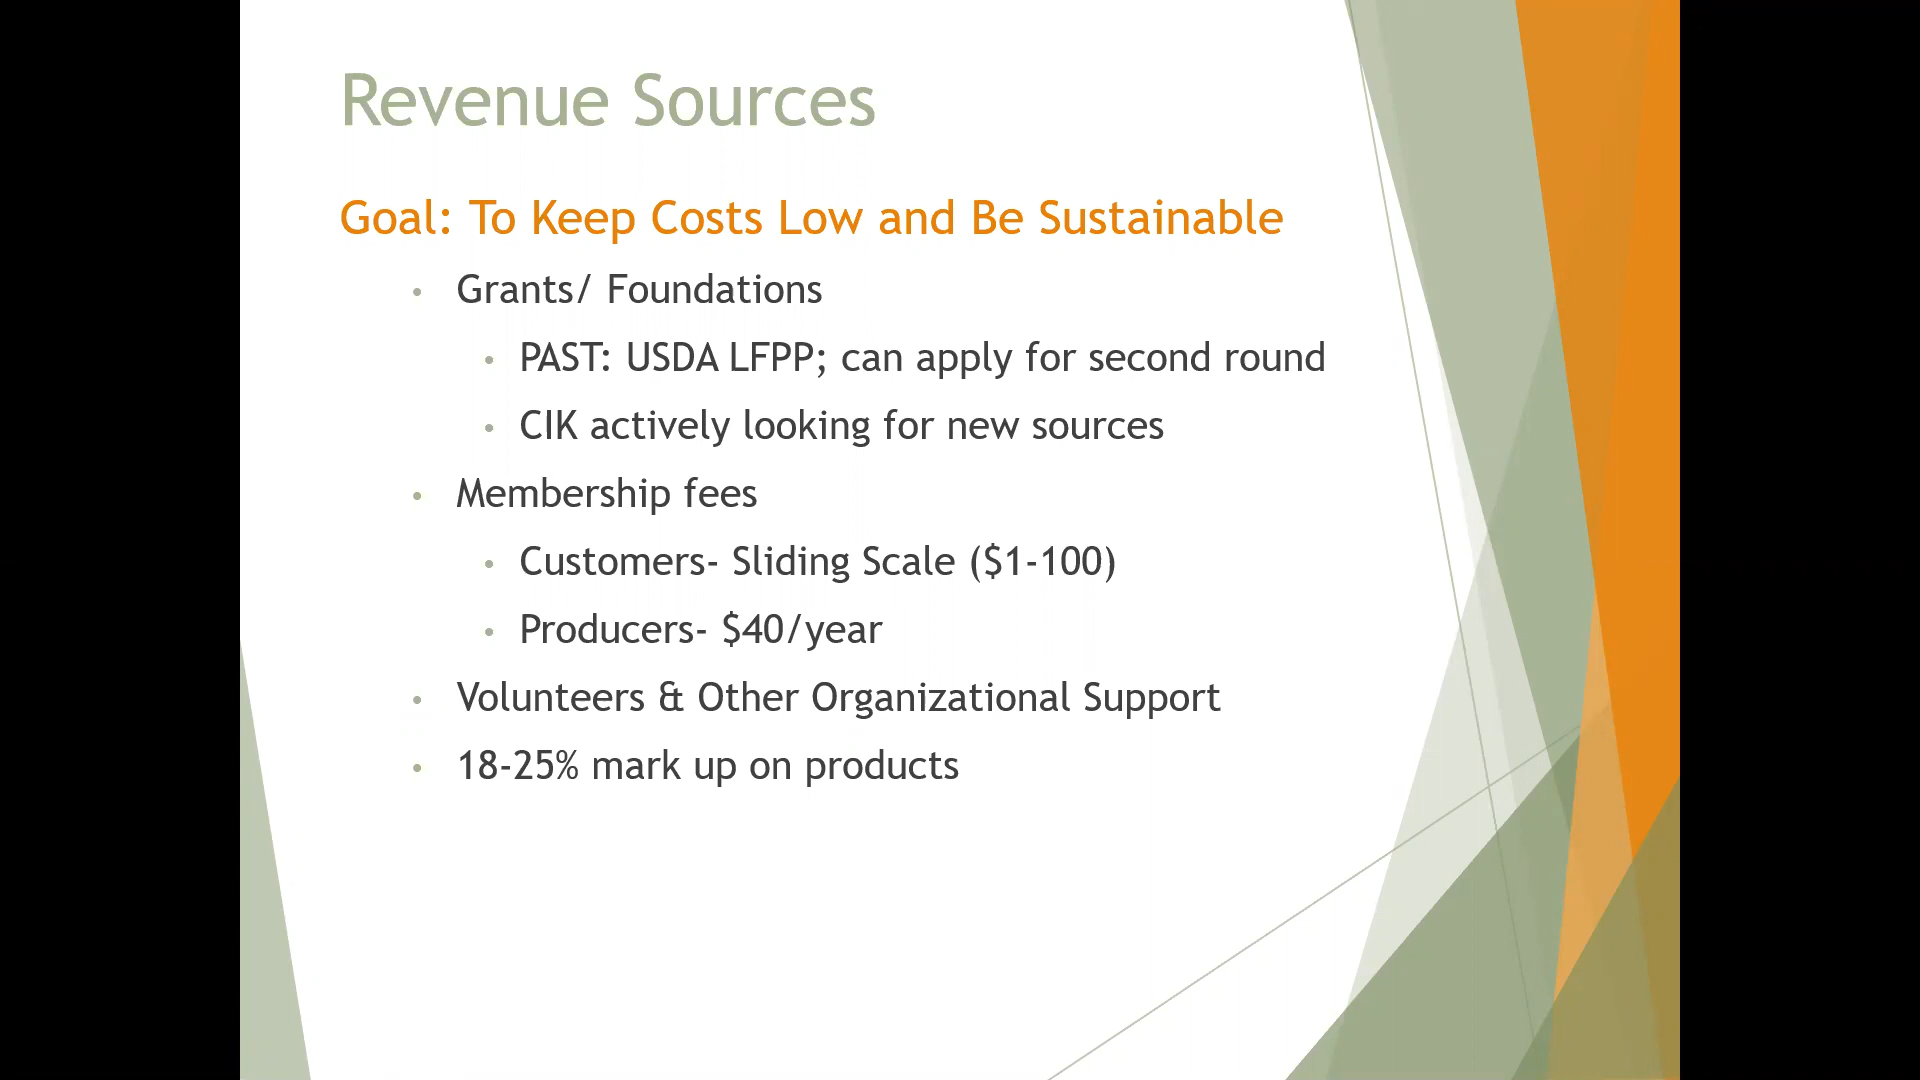 Revenue Sources
Goal: To Keep Costs Low and Be Sustainable
• Grants/ Foundations
• PAST: USDA LFPP; can apply for second round
• CIK actively looking for new sources
• Membership fees
• Customers- Sliding Scale ($1-100)
• Producers- $40/year
• Volunteers & Other Organizational Support
• 18-25% mark up on products